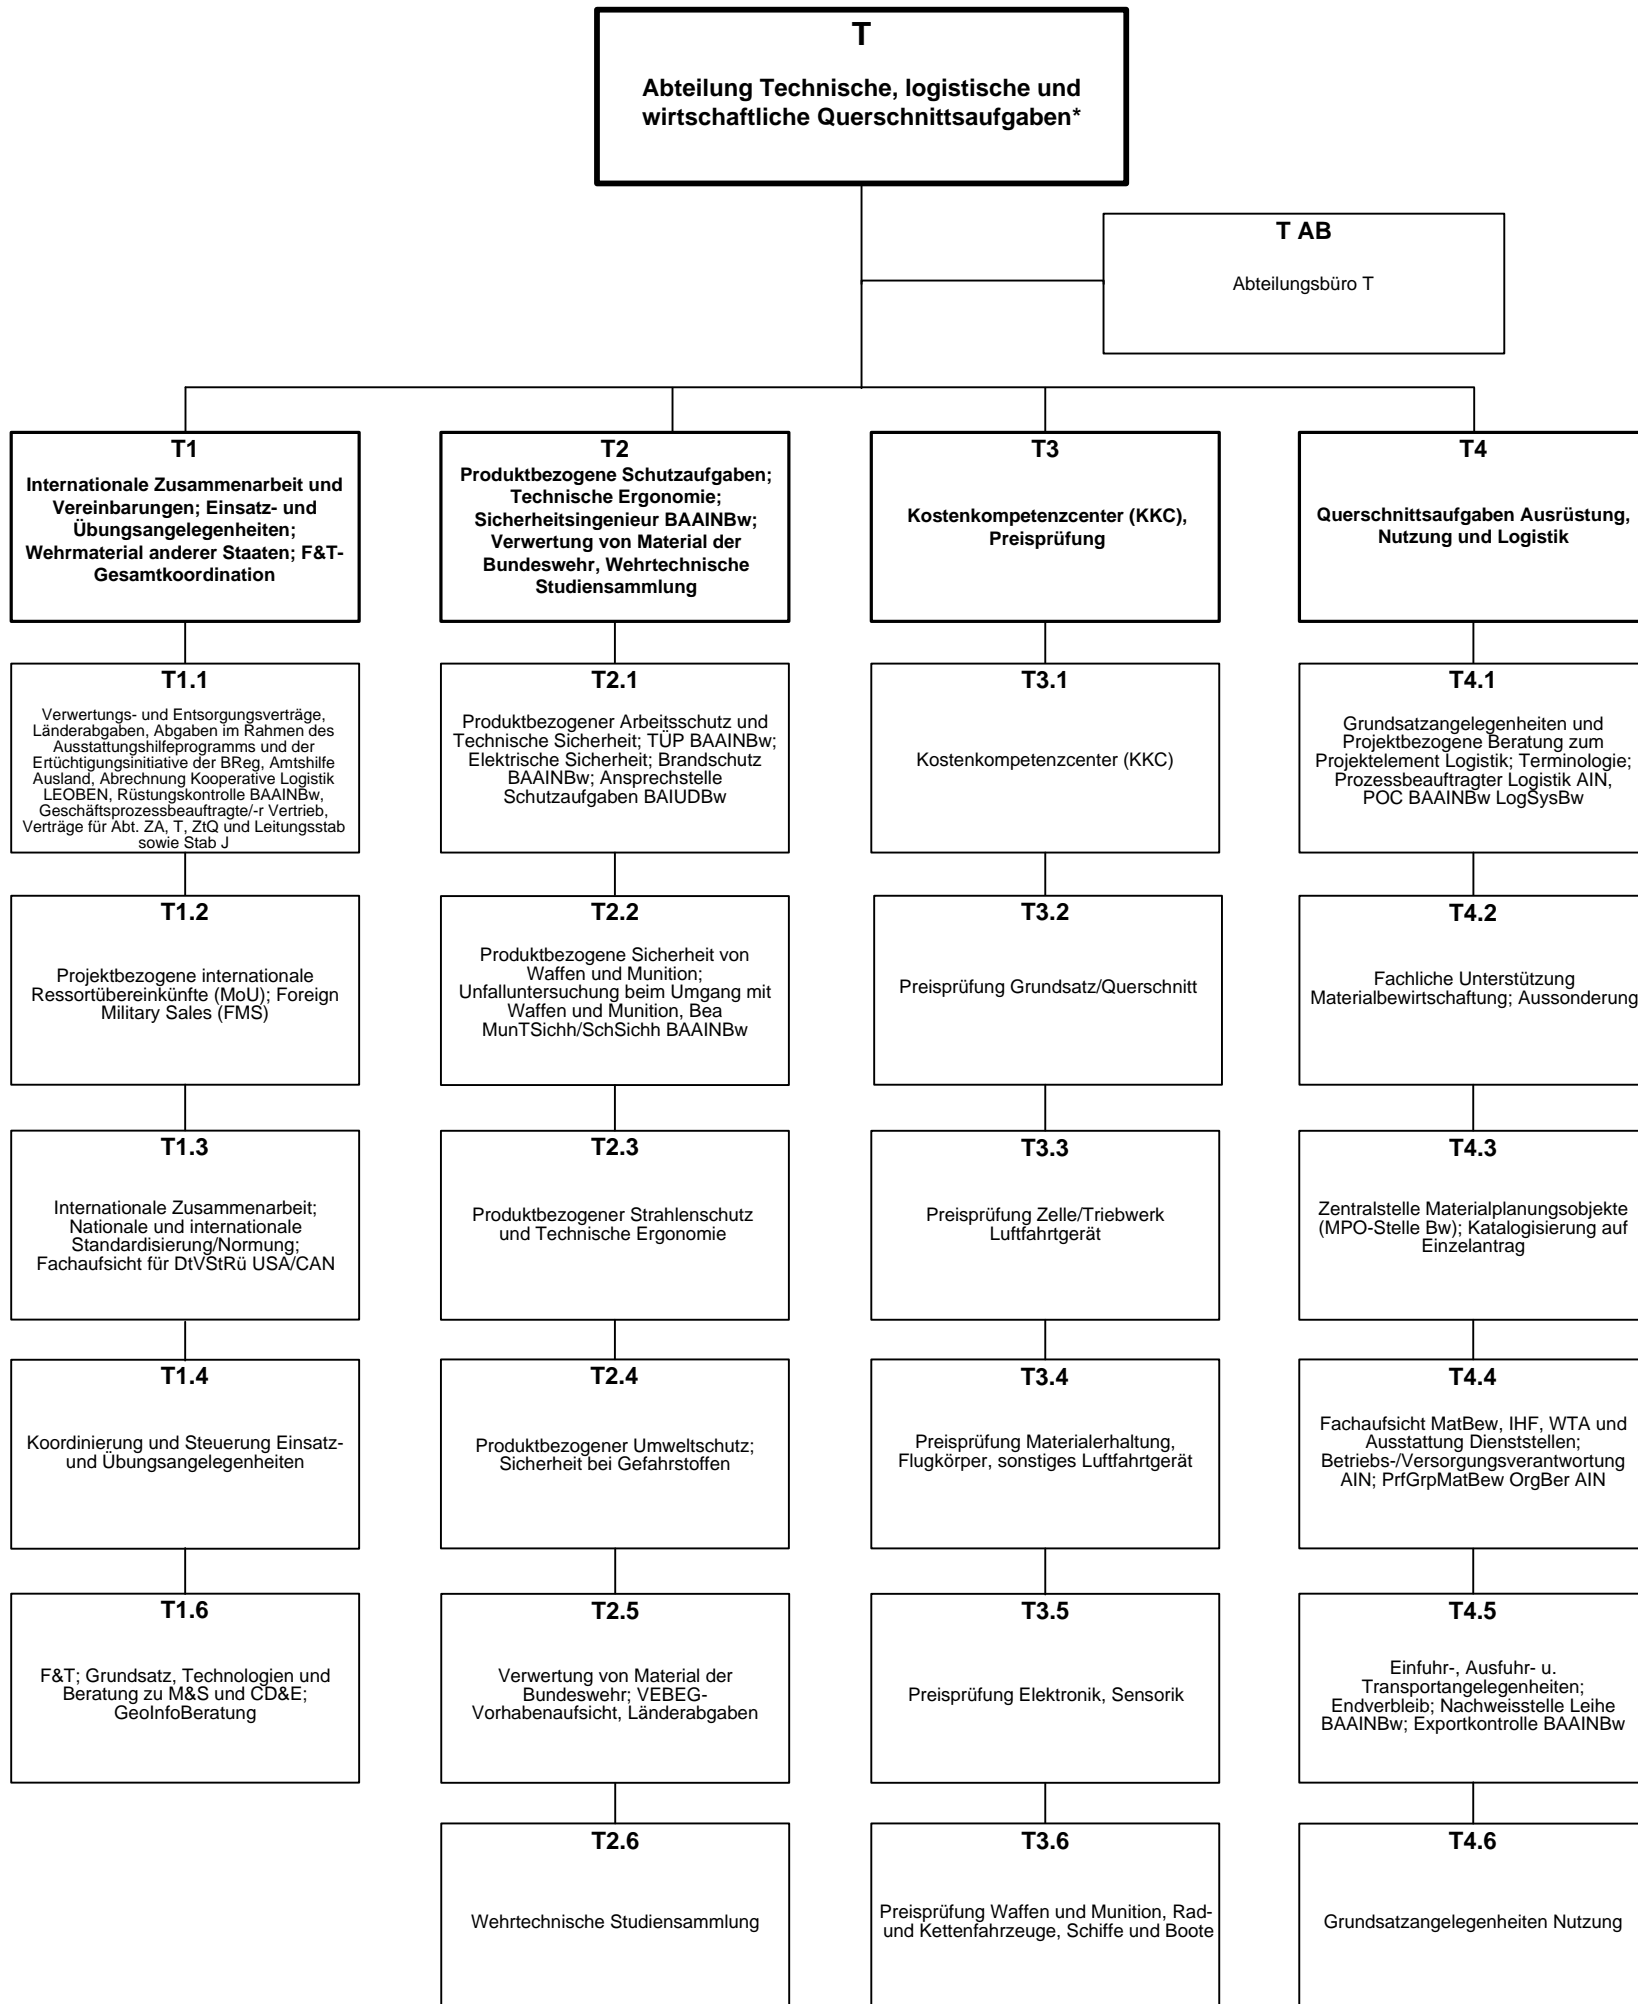 T
Abteilung Technische, logistische und
wirtschaftliche Querschnittsaufgaben*
T AB
Abteilungsbüro T
T1
Internationale Zusammenarbeit und
Vereinbarungen; Einsatz- und
Übungsangelegenheiten;
Wehrmaterial anderer Staaten; F&T-
Gesamtkoordination
T2
Produktbezogene Schutzaufgaben;
Technische Ergonomie;
Sicherheitsingenieur BAAINBw;
Verwertung von Material der
Bundeswehr, Wehrtechnische
Studiensammlung
T3
Kostenkompetenzcenter (KKC),
Preisprüfung
T4
Querschnittsaufgaben Ausrüstung,
Nutzung und Logistik
T1.1
Verwertungs- und Entsorgungsverträge,
Länderabgaben, Abgaben im Rahmen des
Ausstattungshilfeprogramms und der
Ertüchtigungsinitiative der BReg, Amtshilfe
Ausland, Abrechnung Kooperative Logistik
LEOBEN, Rüstungskontrolle BAAINBw,
Geschäftsprozessbeauftragte/-r Vertrieb,
Verträge für Abt. ZA, T, ZtQ und Leitungsstab
sowie Stab J
T2.1
Produktbezogener Arbeitsschutz und
Technische Sicherheit; TÜP BAAINBw;
Elektrische Sicherheit; Brandschutz
BAAINBw; Ansprechstelle
Schutzaufgaben BAIUDBw
T3.1
Kostenkompetenzcenter (KKC)
T4.1
Grundsatzangelegenheiten und
Projektbezogene Beratung zum
Projektelement Logistik; Terminologie;
Prozessbeauftragter Logistik AIN,
POC BAAINBw LogSysBw
T1.2
Projektbezogene internationale
Ressortübereinkünfte (MoU); Foreign
Military Sales (FMS)
T2.2
Produktbezogene Sicherheit von
Waffen und Munition;
Unfalluntersuchung beim Umgang mit
Waffen und Munition, Bea
MunTSichh/SchSichh BAAINBw
T3.2
Preisprüfung Grundsatz/Querschnitt
T4.2
Fachliche Unterstützung
Materialbewirtschaftung; Aussonderung
T1.3
Internationale Zusammenarbeit;
Nationale und internationale
Standardisierung/Normung;
Fachaufsicht für DtVStRü USA/CAN
T2.3
Produktbezogener Strahlenschutz
und Technische Ergonomie
T3.3
Preisprüfung Zelle/Triebwerk
Luftfahrtgerät
T4.3
Zentralstelle Materialplanungsobjekte
(MPO-Stelle Bw); Katalogisierung auf
Einzelantrag
T1.4
Koordinierung und Steuerung Einsatz-
und Übungsangelegenheiten
T2.4
Produktbezogener Umweltschutz;
Sicherheit bei Gefahrstoffen
T3.4
Preisprüfung Materialerhaltung,
Flugkörper, sonstiges Luftfahrtgerät
T4.4
Fachaufsicht MatBew, IHF, WTA und
Ausstattung Dienststellen;
Betriebs-/Versorgungsverantwortung
AIN; PrfGrpMatBew OrgBer AIN
T1.6
F&T; Grundsatz, Technologien und
Beratung zu M&S und CD&E;
GeoInfoBeratung
T2.5
Verwertung von Material der
Bundeswehr; VEBEG-
Vorhabenaufsicht, Länderabgaben
T3.5
Preisprüfung Elektronik, Sensorik
T4.5
Einfuhr-, Ausfuhr- u.
Transportangelegenheiten;
Endverbleib; Nachweisstelle Leihe
BAAINBw; Exportkontrolle BAAINBw
T2.6
Wehrtechnische Studiensammlung
T3.6
Preisprüfung Waffen und Munition, Rad-
und Kettenfahrzeuge, Schiffe und Boote
T4.6
Grundsatzangelegenheiten Nutzung